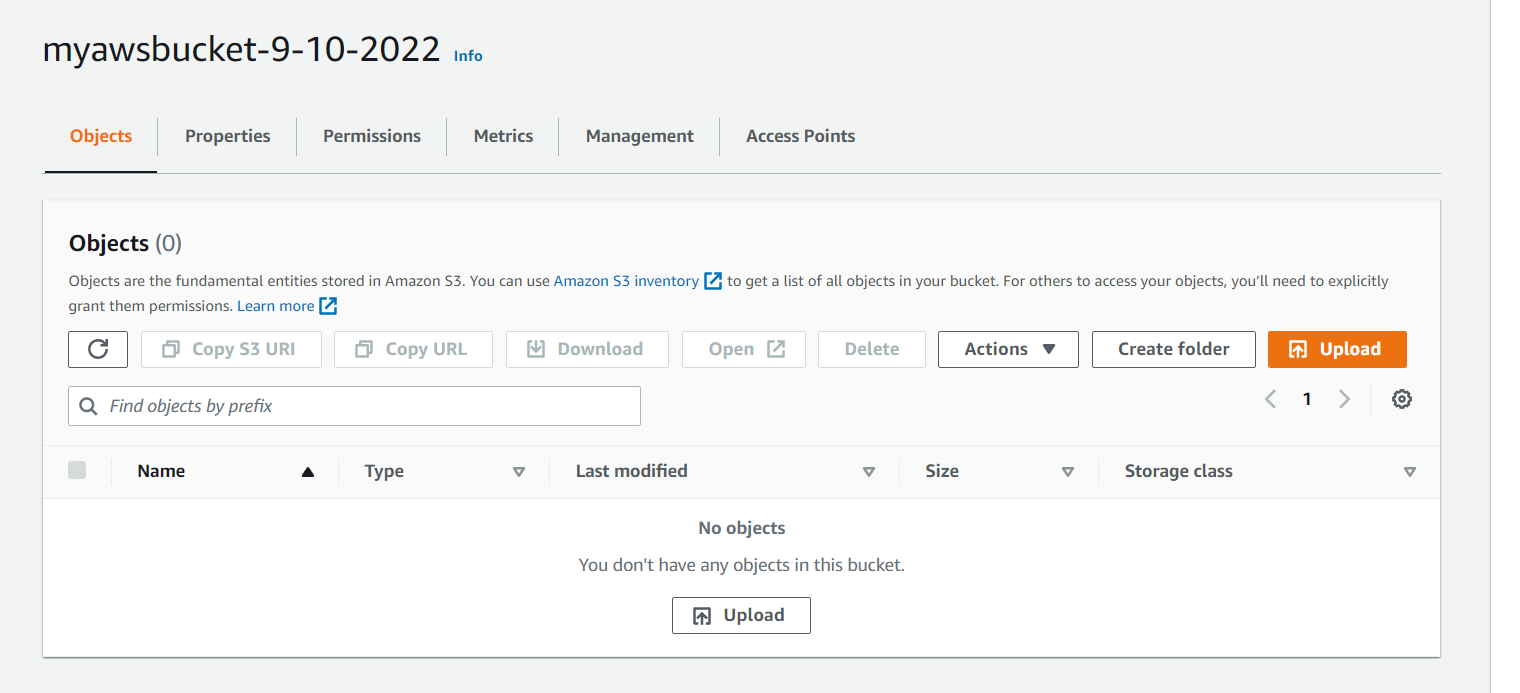 myawsbucket-9-10-2022 Info
Objects Properties Permissions Metrics Management Access Points
Objects (0)
Objects are the fundamental entities stored in Amazon S3. You can use Amazon S3 inventory to get a list of all objects in your bucket. For others to access your objects, you’ll need to explicitly
grant them permissions. Learn more
Copy S3 URI Copy URL Download Open Delete Actions Create folder Upload
Find objects by prefix 1
Name Type Last modified Size Storage class
No objects
You don't have any objects in this bucket.
Upload